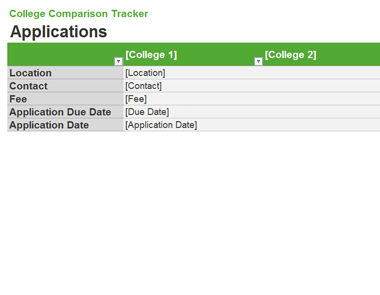 College Comparison Tracker
Applications
[College 1] [College 2]
Location [Location]
Contact [Contact]
Fee [Fee]
Application Due Date [Due Date]
Application Date [Application Date]